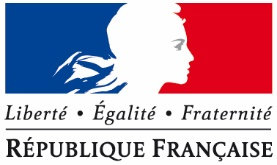 Liberté • Égalité • Fraternité
RÉPUBLIQUE FRANÇAISE